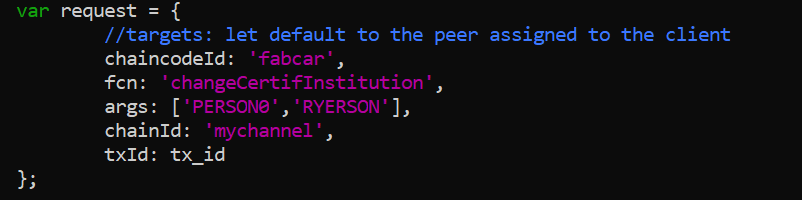 var request = {
//targets: let default to the peer assigned to the client
chaincodeId: 'fabcar',
fcn: 'changeCertifInstitution',
args: ['PERSON0','RYERSON'],
chainId: 'mychannel',
txId: tx_id
};